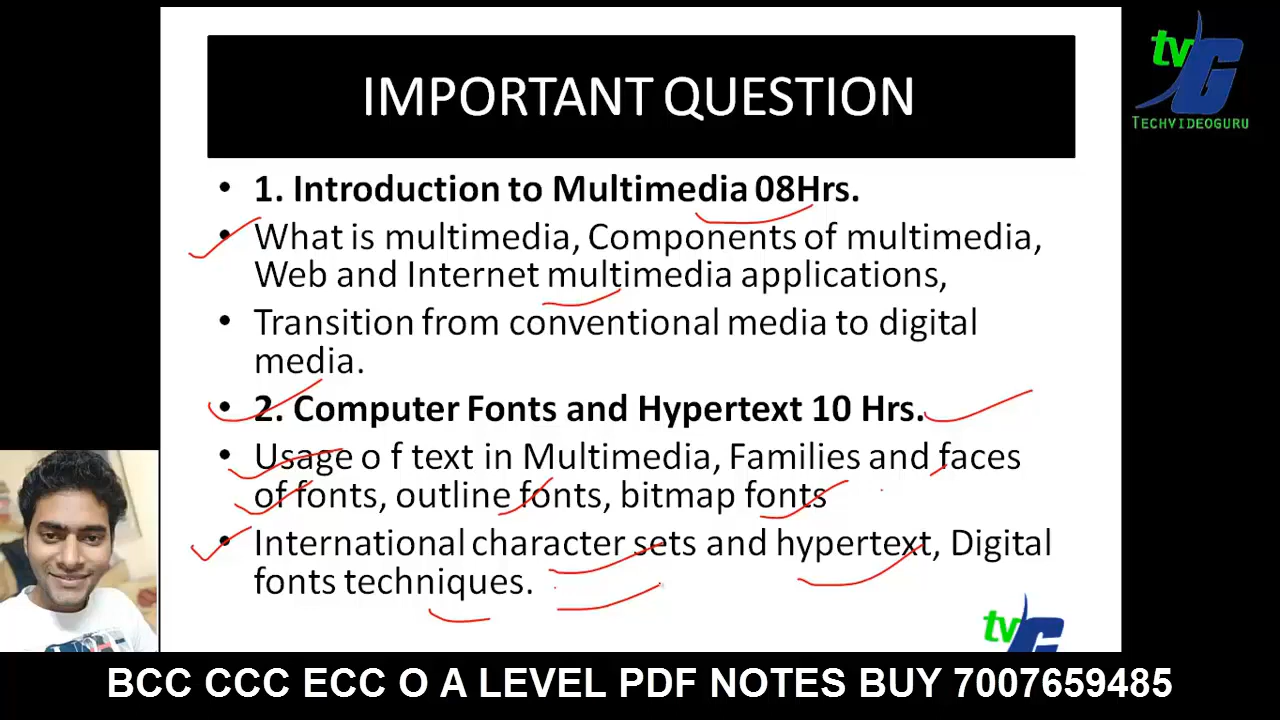 IMPORTANT QUESTION
tvG
TECHVIDEOGURU
• 1. Introduction to Multimedia 08Hrs.
• What is multimedia, Components of multimedia,
Web and Internet multimedia applications,
• Transition from conventional media to digital
media.
• 2. Computer Fonts and Hypertext 10 Hrs.
• Usage o f text in Multimedia, Families and faces
of fonts, outline fonts, bitmap fonts
• International character sets and hypertext, Digital
fonts techniques.
tvG
BCC CCC ECC O A LEVEL PDF NOTES BUY 7007659485